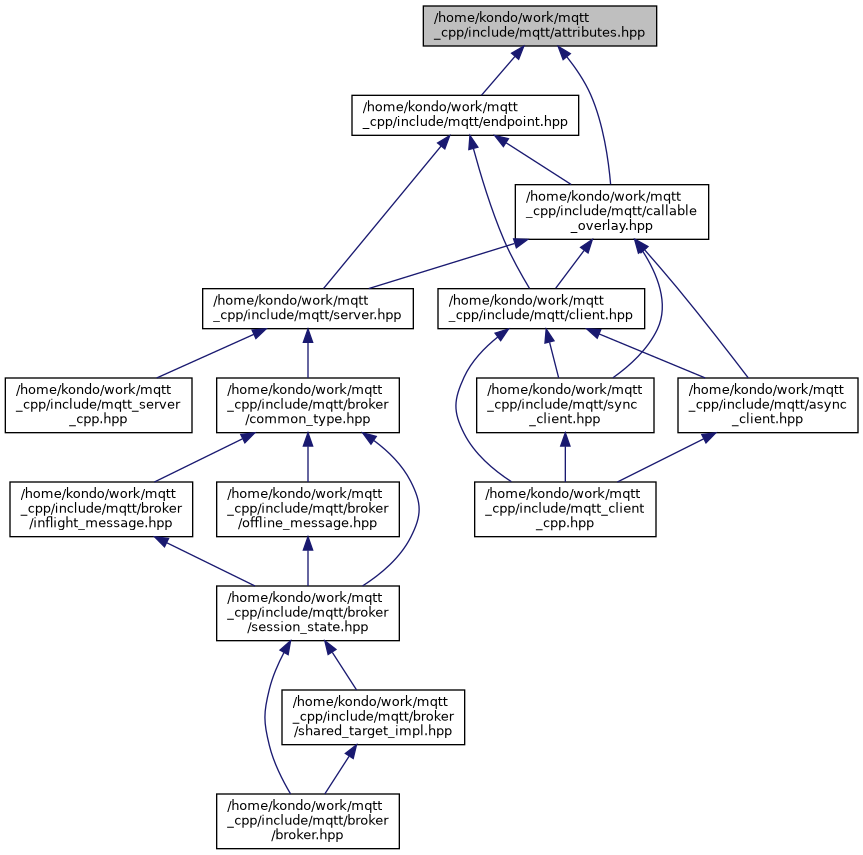 /home/kondo/work/mqtt
_cpp/include/mqtt/attributes.hpp
/home/kondo/work/mqtt
_cpp/include/mqtt/endpoint.hpp
/home/kondo/work/mqtt
_cpp/include/mqtt/callable
_overlay.hpp
/home/kondo/work/mqtt
_cpp/include/mqtt/server.hpp
/home/kondo/work/mqtt
_cpp/include/mqtt/client.hpp
/home/kondo/work/mqtt
_cpp/include/mqtt_server
_cpp.hpp
/home/kondo/work/mqtt
_cpp/include/mqtt/broker
/common_type.hpp
/home/kondo/work/mqtt
_cpp/include/mqtt/sync
_client.hpp
/home/kondo/work/mqtt
_cpp/include/mqtt/async
_client.hpp
/home/kondo/work/mqtt
_cpp/include/mqtt/broker
/inflight_message.hpp
/home/kondo/work/mqtt
_cpp/include/mqtt/broker
/offline_message.hpp
/home/kondo/work/mqtt
_cpp/include/mqtt_client
_cpp.hpp
/home/kondo/work/mqtt
_cpp/include/mqtt/broker
/session_state.hpp
/home/kondo/work/mqtt
_cpp/include/mqtt/broker
/shared_target_impl.hpp
/home/kondo/work/mqtt
_cpp/include/mqtt/broker
/broker.hpp